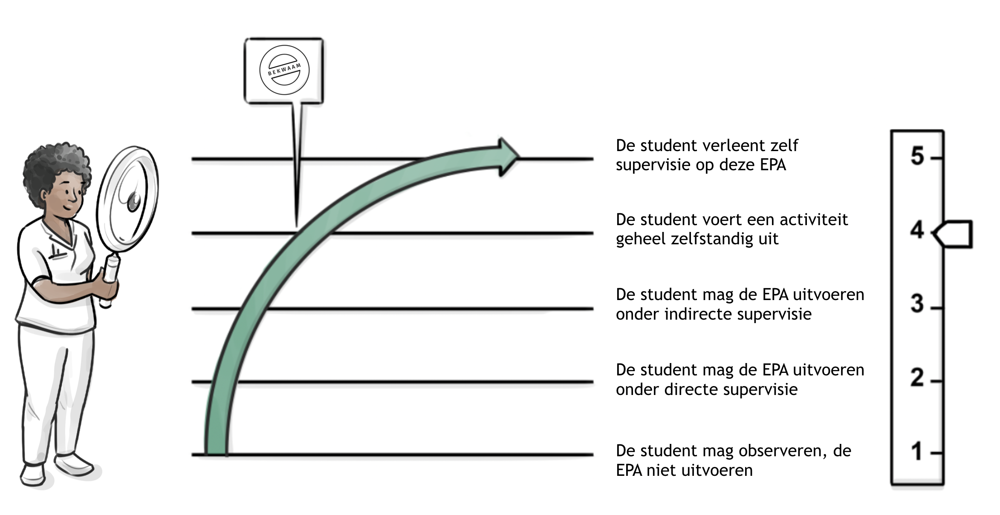 BEKWAAM
De student verleent zelf
supervisie op deze EPA
5
De student voert een activiteit
geheel zelfstandig uit
4
De student mag de EPA uitvoeren
onder indirecte supervisie
3
De student mag de EPA uitvoeren
onder directe supervisie
2
De student mag observeren, de
EPA niet uitvoeren
1